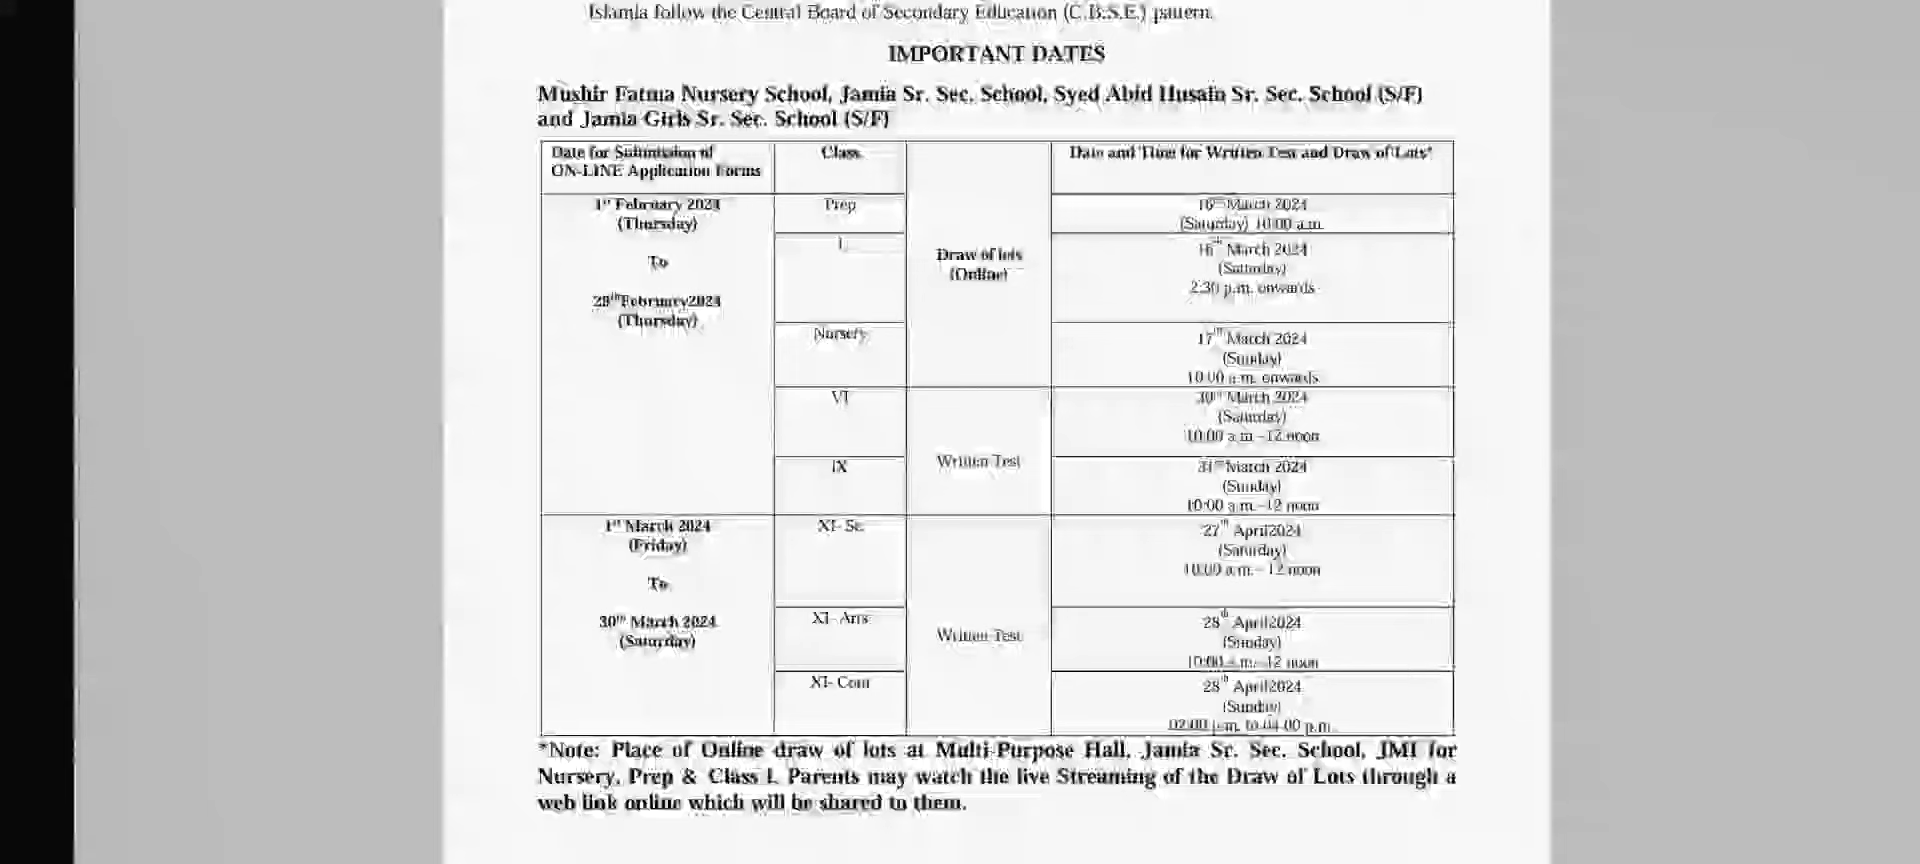 Islamia follow the Central Board of Secondary Education (C.B.S.E.) pattern.
IMPORTANT DATES
Mushir Fatma Nursery School, Jamia Sr. Sec. School, Syed Abid Husain Sr. Sec. School (S/F)
and Jamia Girls Sr. Sec. School (S/F)
Date for Submission of
ON-LINE Application Forms
Class
Date and Time for Written Test and Draw of Lots*
1st February 2024
(Thursday)
To
29thFebruary2024
(Thursday)
Prep
Draw of lots
(Online)
16th March 2024
(Saturday) 10:00 a.m.
I
16th March 2024
(Saturday)
2:30 p.m. onwards
Nursery
17th March 2024
(Sunday)
10:00 a.m. onwards
VI
Written Test
30th March 2024
(Saturday)
10:00 a.m.-12 noon
IX
31st March 2024
(Sunday)
10:00 a.m.-12 noon
1st March 2024
(Friday)
To
30th March 2024
(Saturday)
XI- Sc.
Written Test
27th April2024
(Saturday)
10:00 a.m.- 12 noon
XI- Arts
28th April2024
(Sunday)
10:00 a.m.-12 noon
XI- Com
28th April2024
(Sunday)
02:00 p.m. to 04:00 p.m.
*Note: Place of Online draw of lots at Multi-Purpose Hall, Jamia Sr. Sec. School, JMI for
Nursery, Prep & Class I. Parents may watch the live Streaming of the Draw of Lots through a
web link online which will be shared to them.